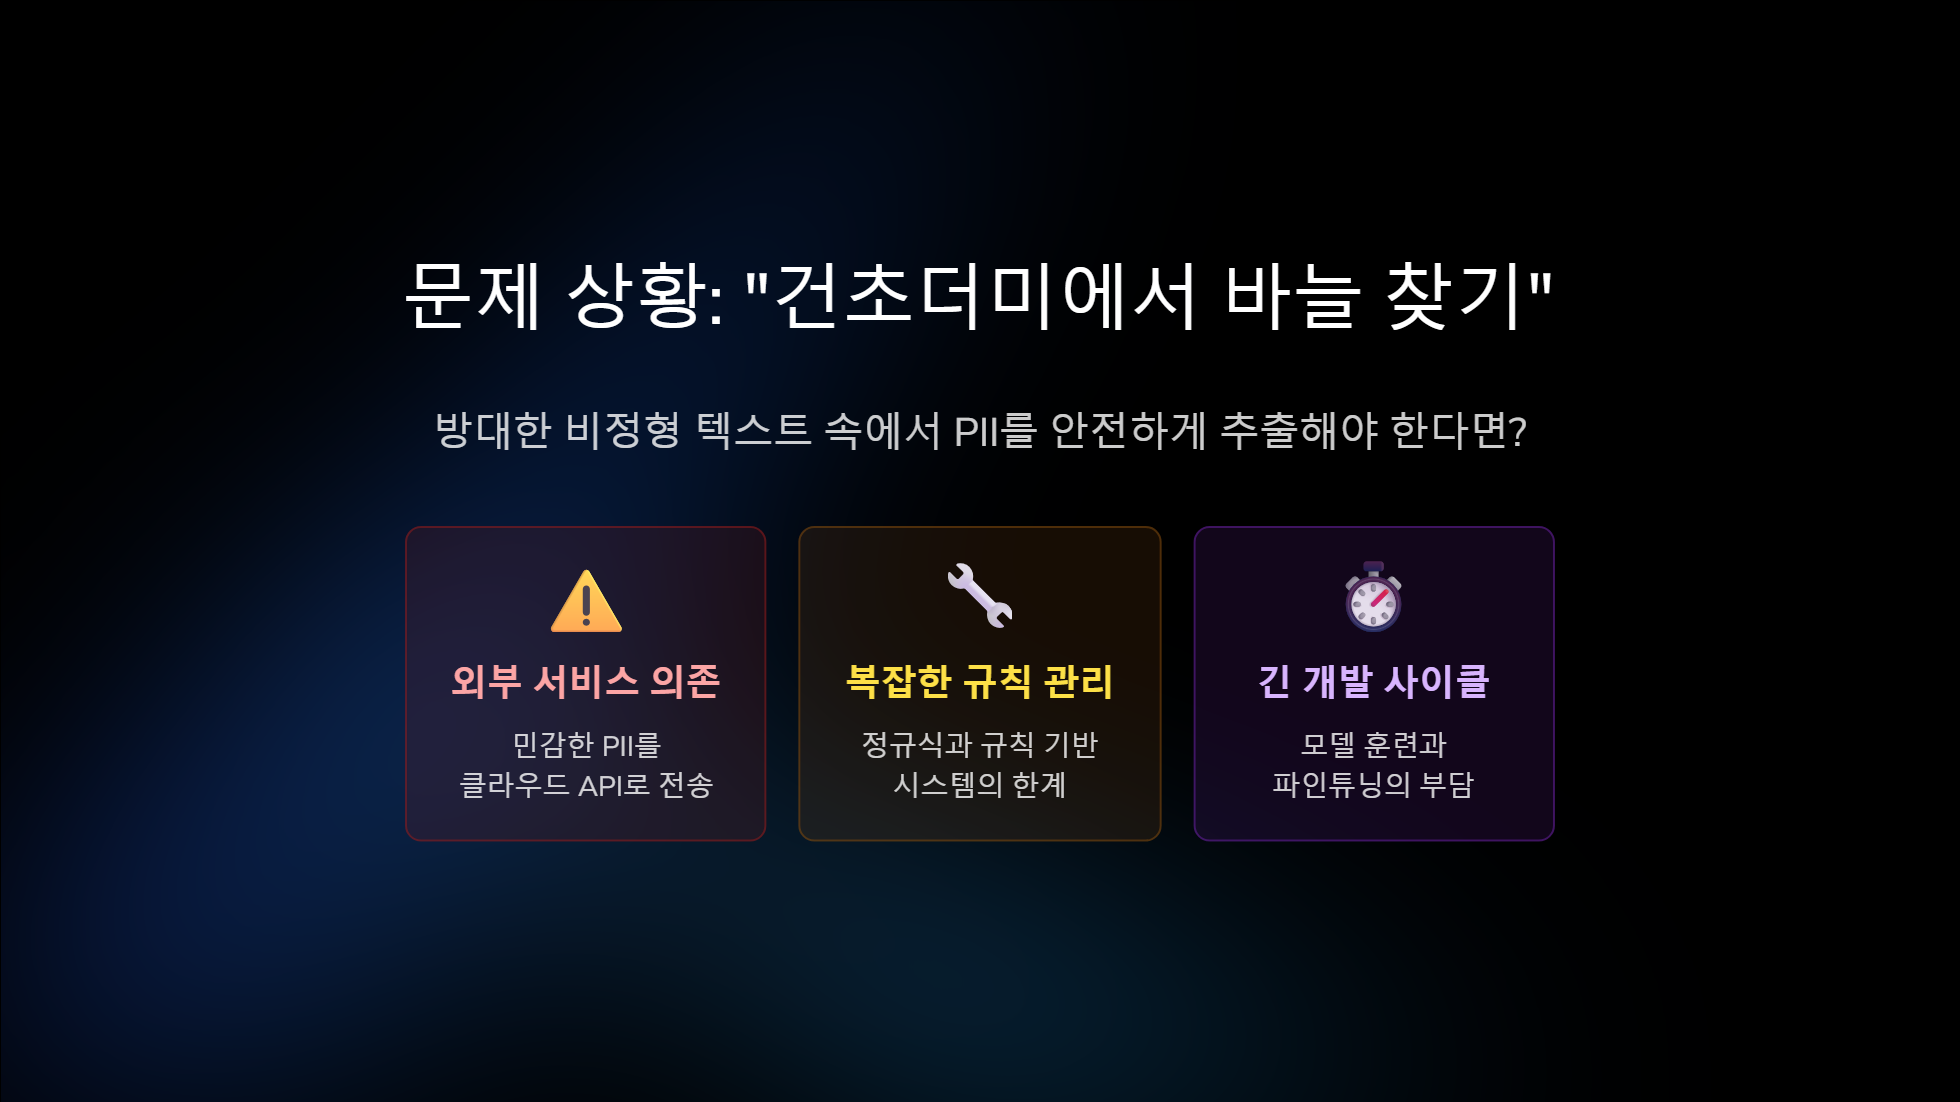 문제 상황: "건초더미에서 바늘 찾기"
방대한 비정형 텍스트 속에서 PII를 안전하게 추출해야 한다면?
외부 서비스 의존
민감한 PII를
클라우드 API로 전송
복잡한 규칙 관리
정규식과 규칙 기반
시스템의 한계
긴 개발 사이클
모델 훈련과
파인튜닝의 부담